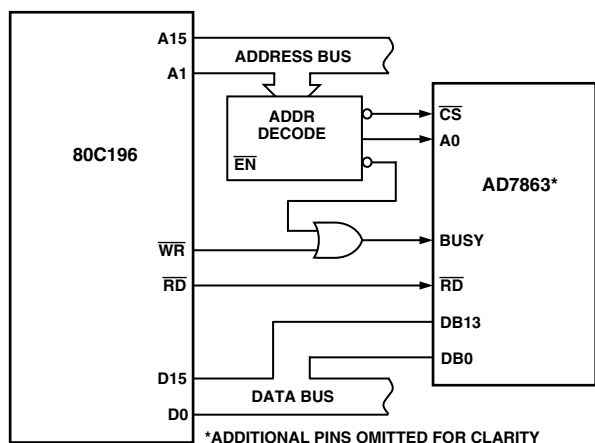 A15
ADDRESS BUS
A1
ADDR
DECODE
CS
A0
80C196
EN
AD7863*
WR
BUSY
RD
RD
DB13
DB0
D15
DATA BUS
D0
*ADDITIONAL PINS OMITTED FOR CLARITY